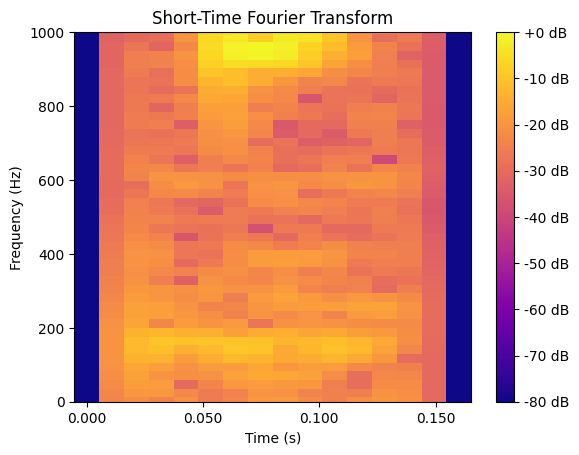 Short-Time Fourier Transform
1000
800
600
400
200
0
Frequency (Hz)
0.000
0.050
0.100
0.150
Time (s)
+0 dB
-10 dB
-20 dB
-30 dB
-40 dB
-50 dB
-60 dB
-70 dB
-80 dB